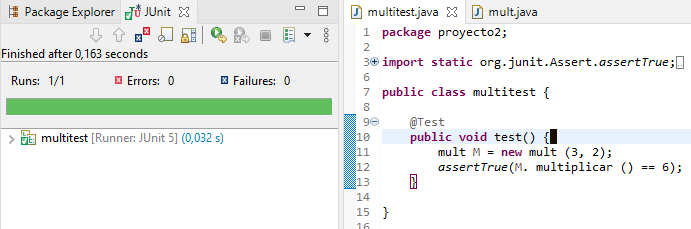 Package Explorer JUnit
Finished after 0,163 seconds
Runs: 1/1 Errors: 0 Failures: 0
multitest [Runner: JUnit 5] (0,032 s)
multitest.java mult.java
1 package proyecto2;
2
3 import static org.junit.Assert.assertTrue;
6
7 public class multitest {
8
9 @Test
10 public void test() {
11 mult M = new mult (3, 2);
12 assertTrue(M. multiplicar () == 6);
13 }
14
15 }